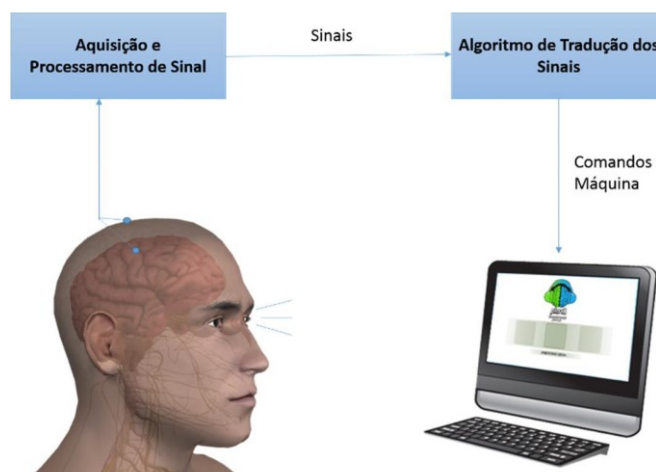 Aquisição e
Processamento de Sinal
Sinais
Algoritmo de Tradução dos
Sinais
Comandos
Máquina